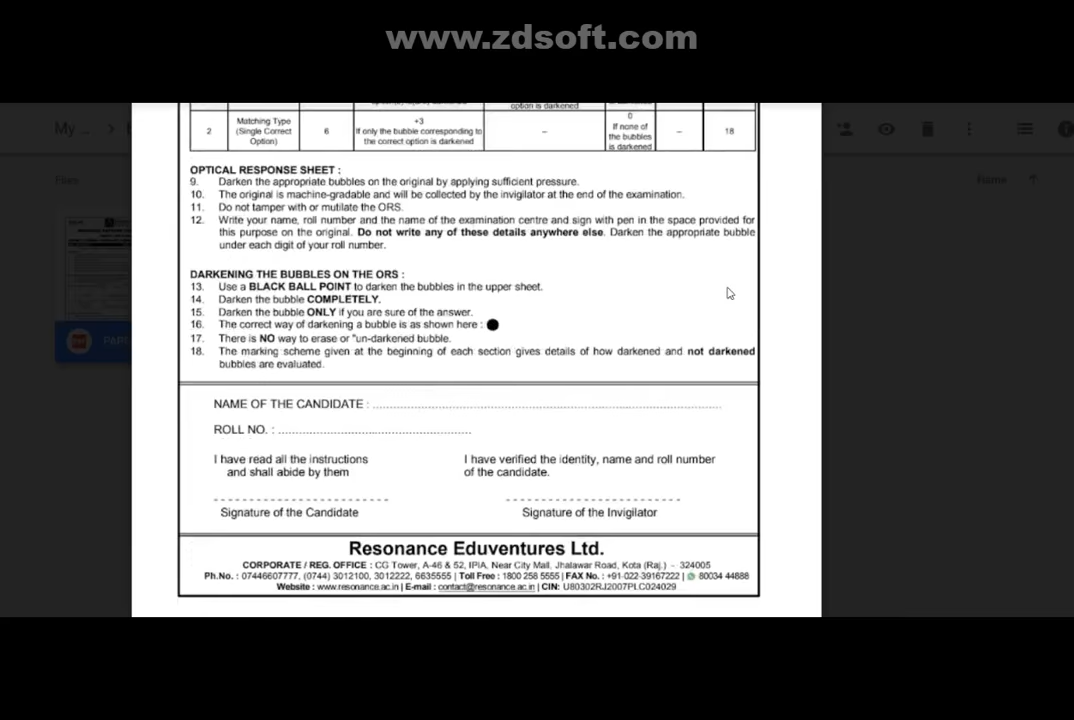 www.zdsoft.com
option is darkened
My ...
Files
Name
2
Matching Type
(Single Correct
Option)
6
+3
If only the bubble corresponding to
the correct option is darkened
–
0
If none of
the bubbles
is darkened
–
18
OPTICAL RESPONSE SHEET :
9. Darken the appropriate bubbles on the original by applying sufficient pressure.
10. The original is machine-gradable and will be collected by the invigilator at the end of the examination.
11. Do not tamper with or mutilate the ORS.
12. Write your name, roll number and the name of the examination centre and sign with pen in the space provided for
this purpose on the original. Do not write any of these details anywhere else. Darken the appropriate bubble
under each digit of your roll number.
DARKENING THE BUBBLES ON THE ORS :
13. Use a BLACK BALL POINT to darken the bubbles in the upper sheet.
14. Darken the bubble COMPLETELY.
15. Darken the bubble ONLY if you are sure of the answer.
16. The correct way of darkening a bubble is as shown here :
17. There is NO way to erase or "un-darkened bubble.
18. The marking scheme given at the beginning of each section gives details of how darkened and not darkened
bubbles are evaluated.
NAME OF THE CANDIDATE : ................................................................................
ROLL NO. : ......................................................
I have read all the instructions
and shall abide by them
I have verified the identity, name and roll number
of the candidate.
Signature of the Candidate
Signature of the Invigilator
Resonance Eduventures Ltd.
CORPORATE / REG. OFFICE : CG Tower, A-46 & 52, IPIA, Near City Mall, Jhalawar Road, Kota (Raj.) - 324005
Ph.No. : 07446607777, (0744) 3012100, 3012222, 6635555 | Toll Free : 1800 258 5555 | FAX No. : +91-022-39167222 | 80034 44888
Website : www.resonance.ac.in | E-mail : contact@resonance.ac.in | CIN: U80302RJ2007PLC024029